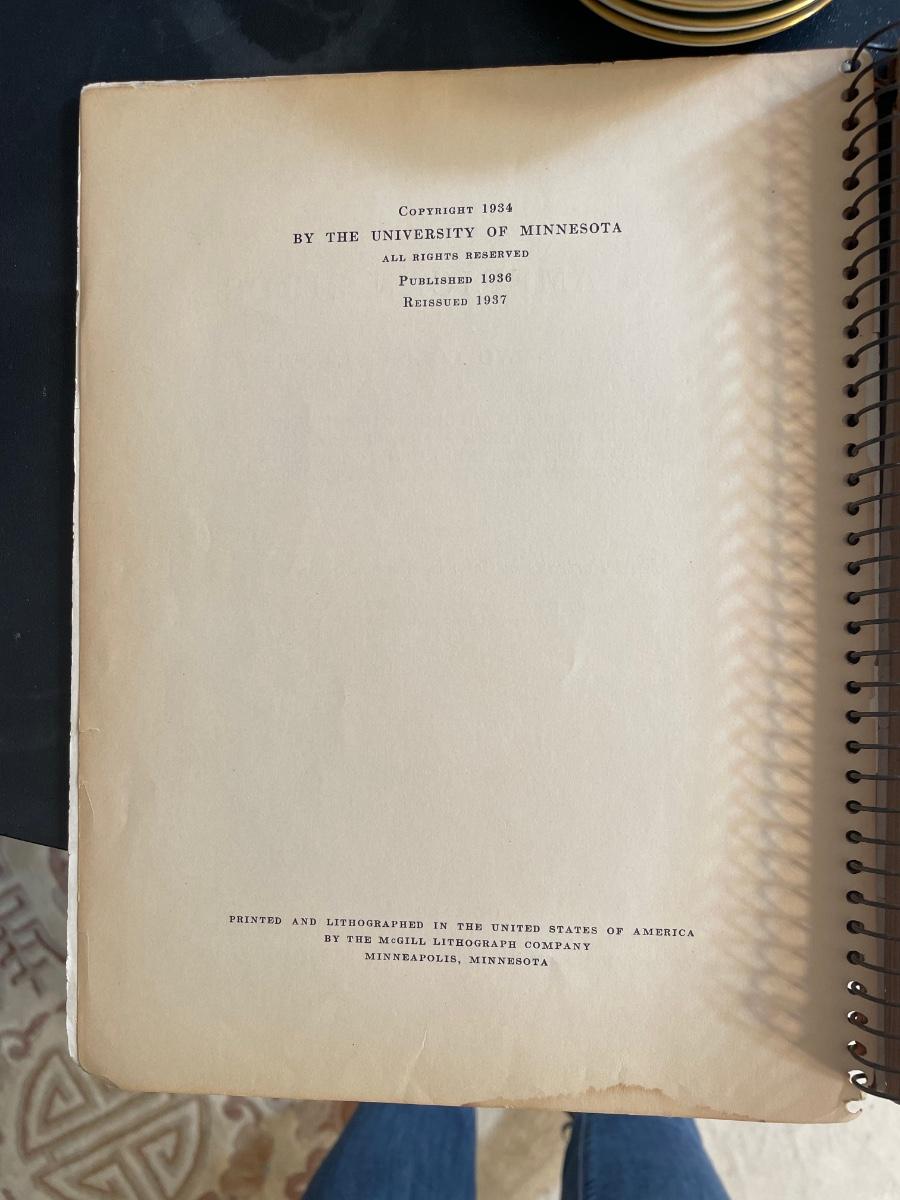 Copyright 1934
BY THE UNIVERSITY OF MINNESOTA
ALL RIGHTS RESERVED
Published 1936
Reissued 1937
PRINTED AND LITHOGRAPHED IN THE UNITED STATES OF AMERICA
BY THE McGILL LITHOGRAPH COMPANY
MINNEAPOLIS, MINNESOTA